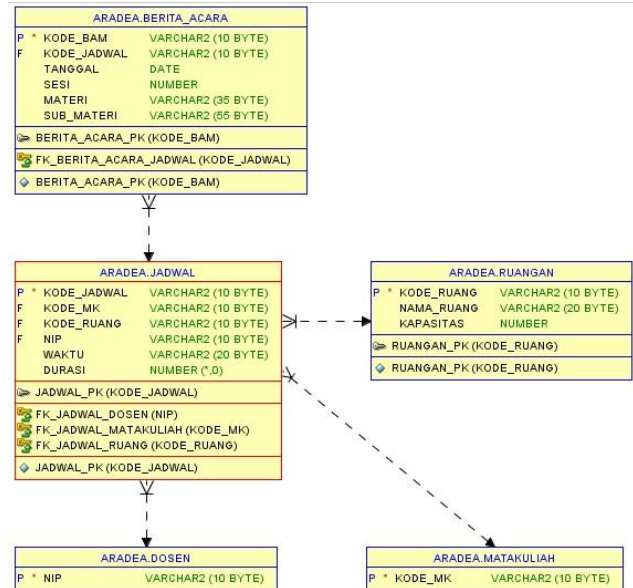 ARADEA.BERITA_ACARA
P * KODE_BAM VARCHAR2 (10 BYTE)
F KODE_JADWAL VARCHAR2 (10 BYTE)
TANGGAL DATE
SESI NUMBER
MATERI VARCHAR2 (35 BYTE)
SUB_MATERI VARCHAR2 (55 BYTE)
BERITA_ACARA_PK (KODE_BAM)
FK_BERITA_ACARA_JADWAL (KODE_JADWAL)
BERITA_ACARA_PK (KODE_BAM)
ARADEA.JADWAL
P * KODE_JADWAL VARCHAR2 (10 BYTE)
F KODE_MK VARCHAR2 (10 BYTE)
F KODE_RUANG VARCHAR2 (10 BYTE)
F NIP VARCHAR2 (10 BYTE)
WAKTU VARCHAR2 (20 BYTE)
DURASI NUMBER (*,0)
JADWAL_PK (KODE_JADWAL)
FK_JADWAL_DOSEN (NIP)
FK_JADWAL_MATAKULIAH (KODE_MK)
FK_JADWAL_RUANG (KODE_RUANG)
JADWAL_PK (KODE_JADWAL)
ARADEA.RUANGAN
P * KODE_RUANG VARCHAR2 (10 BYTE)
NAMA_RUANG VARCHAR2 (20 BYTE)
KAPASITAS NUMBER
RUANGAN_PK (KODE_RUANG)
RUANGAN_PK (KODE_RUANG)
ARADEA.DOSEN
P * NIP VARCHAR2 (10 BYTE)
ARADEA.MATAKULIAH
P * KODE_MK VARCHAR2 (10 BYTE)